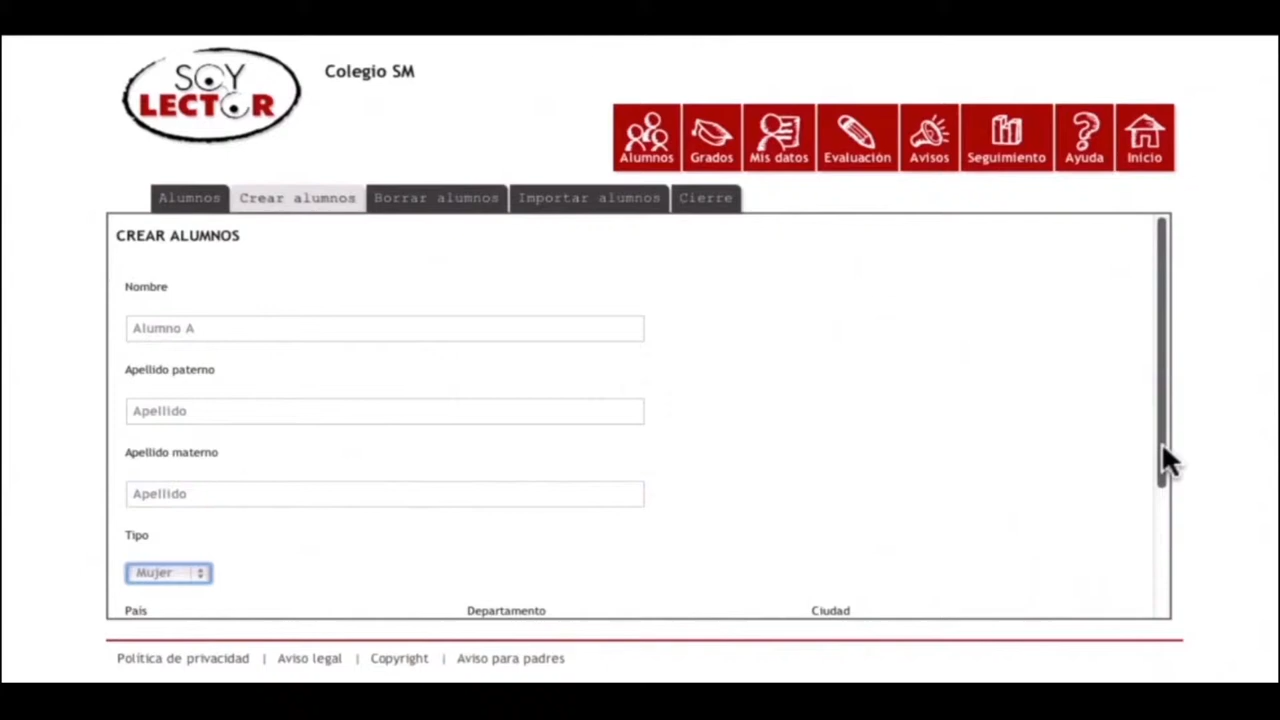 SOY
LECTOR
Colegio SM
Alumnos Grados Mis datos Evaluación Avisos Seguimiento Ayuda Inicio
Alumnos Crear alumnos Borrar alumnos Importar alumnos Cierre
CREAR ALUMNOS
Nombre
Alumno A
Apellido paterno
Apellido
Apellido materno
Apellido
Tipo
Mujer
País Departamento Ciudad
Política de privacidad | Aviso legal | Copyright | Aviso para padres